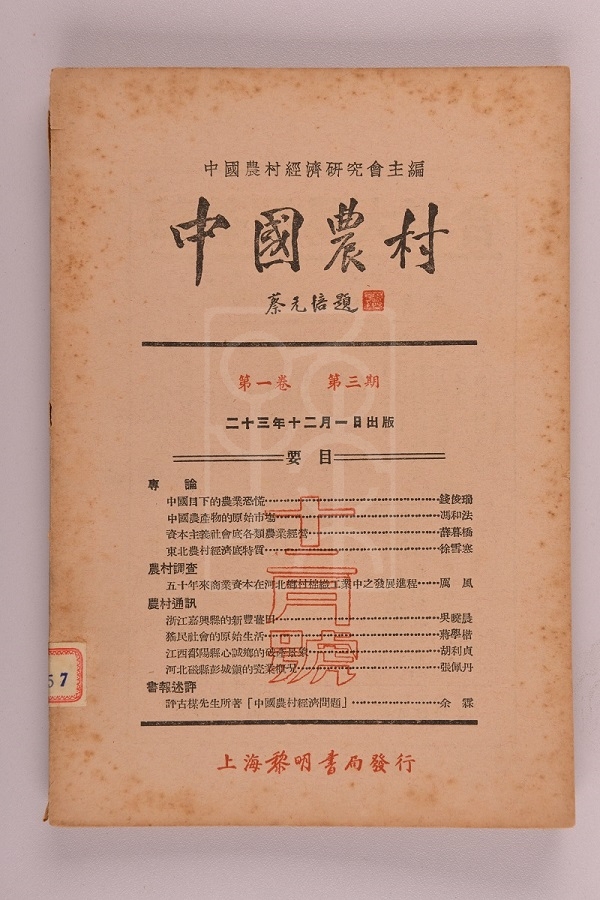 中國農村經濟研究會主編
中國農村
蔡元培題
第一卷 第三期
二十三年十二月一日出版
要目
專論
中國目下的農業恐慌 錢俊瑞
中國農產物的原始市場 馮和法
資本主義社會底各類農業經營 薛暮橋
東北農村經濟底特質 徐雪寒
農村調查
五十年來商業資本在河北鄉村棉織工業中之發展進程 厲風
農村通訊
浙江嘉興縣的新豐 吳曉晨
猺民社會的原始生活 蔣學楷
江西鄱陽縣心誠鄉的破產景象 胡利貞
河北磁縣彭城鎮的瓷業概況 張佩丹
書報述評
評古楳先生所著「中國農村經濟問題」 余霖
十二月號
上海黎明書局發行
57